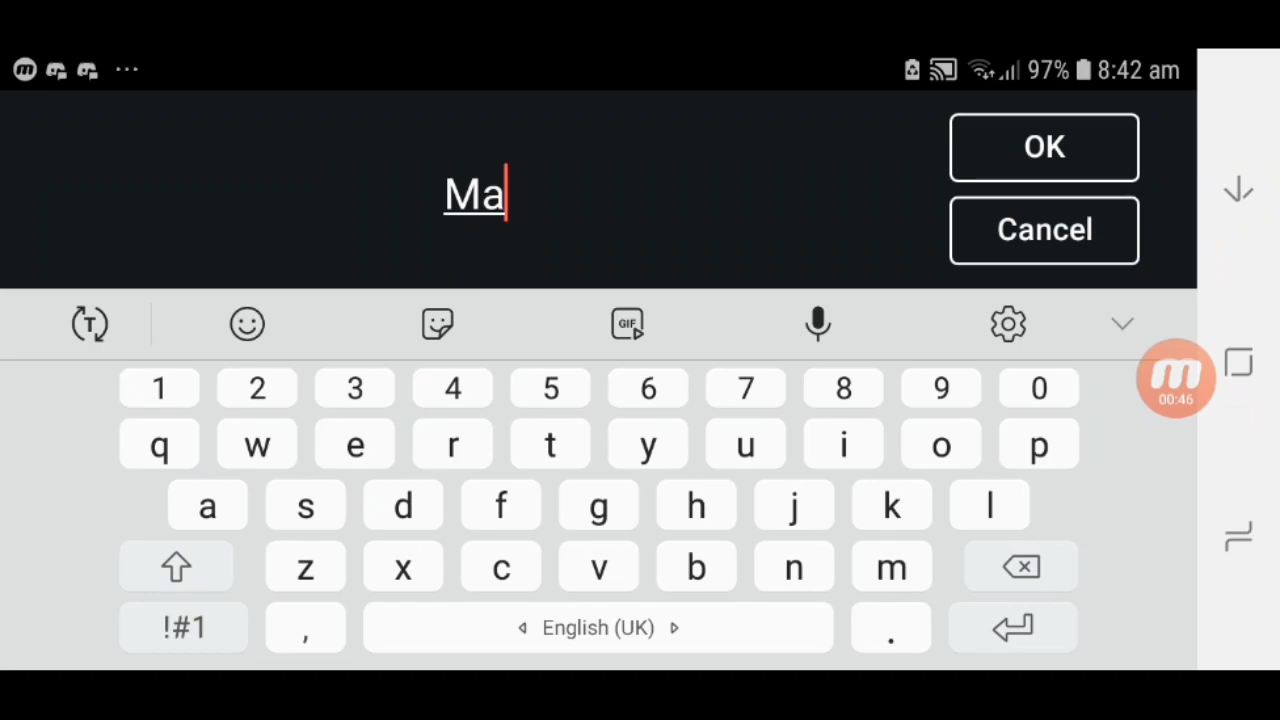 97% 8:42 am
OK
Ma
Cancel
T GIF
1 2 3 4 5 6 7 8 9 0
q w e r t y u i o p
m
00:46
a s d f g h j k l
z x c v b n m
!#1 , English (UK) .